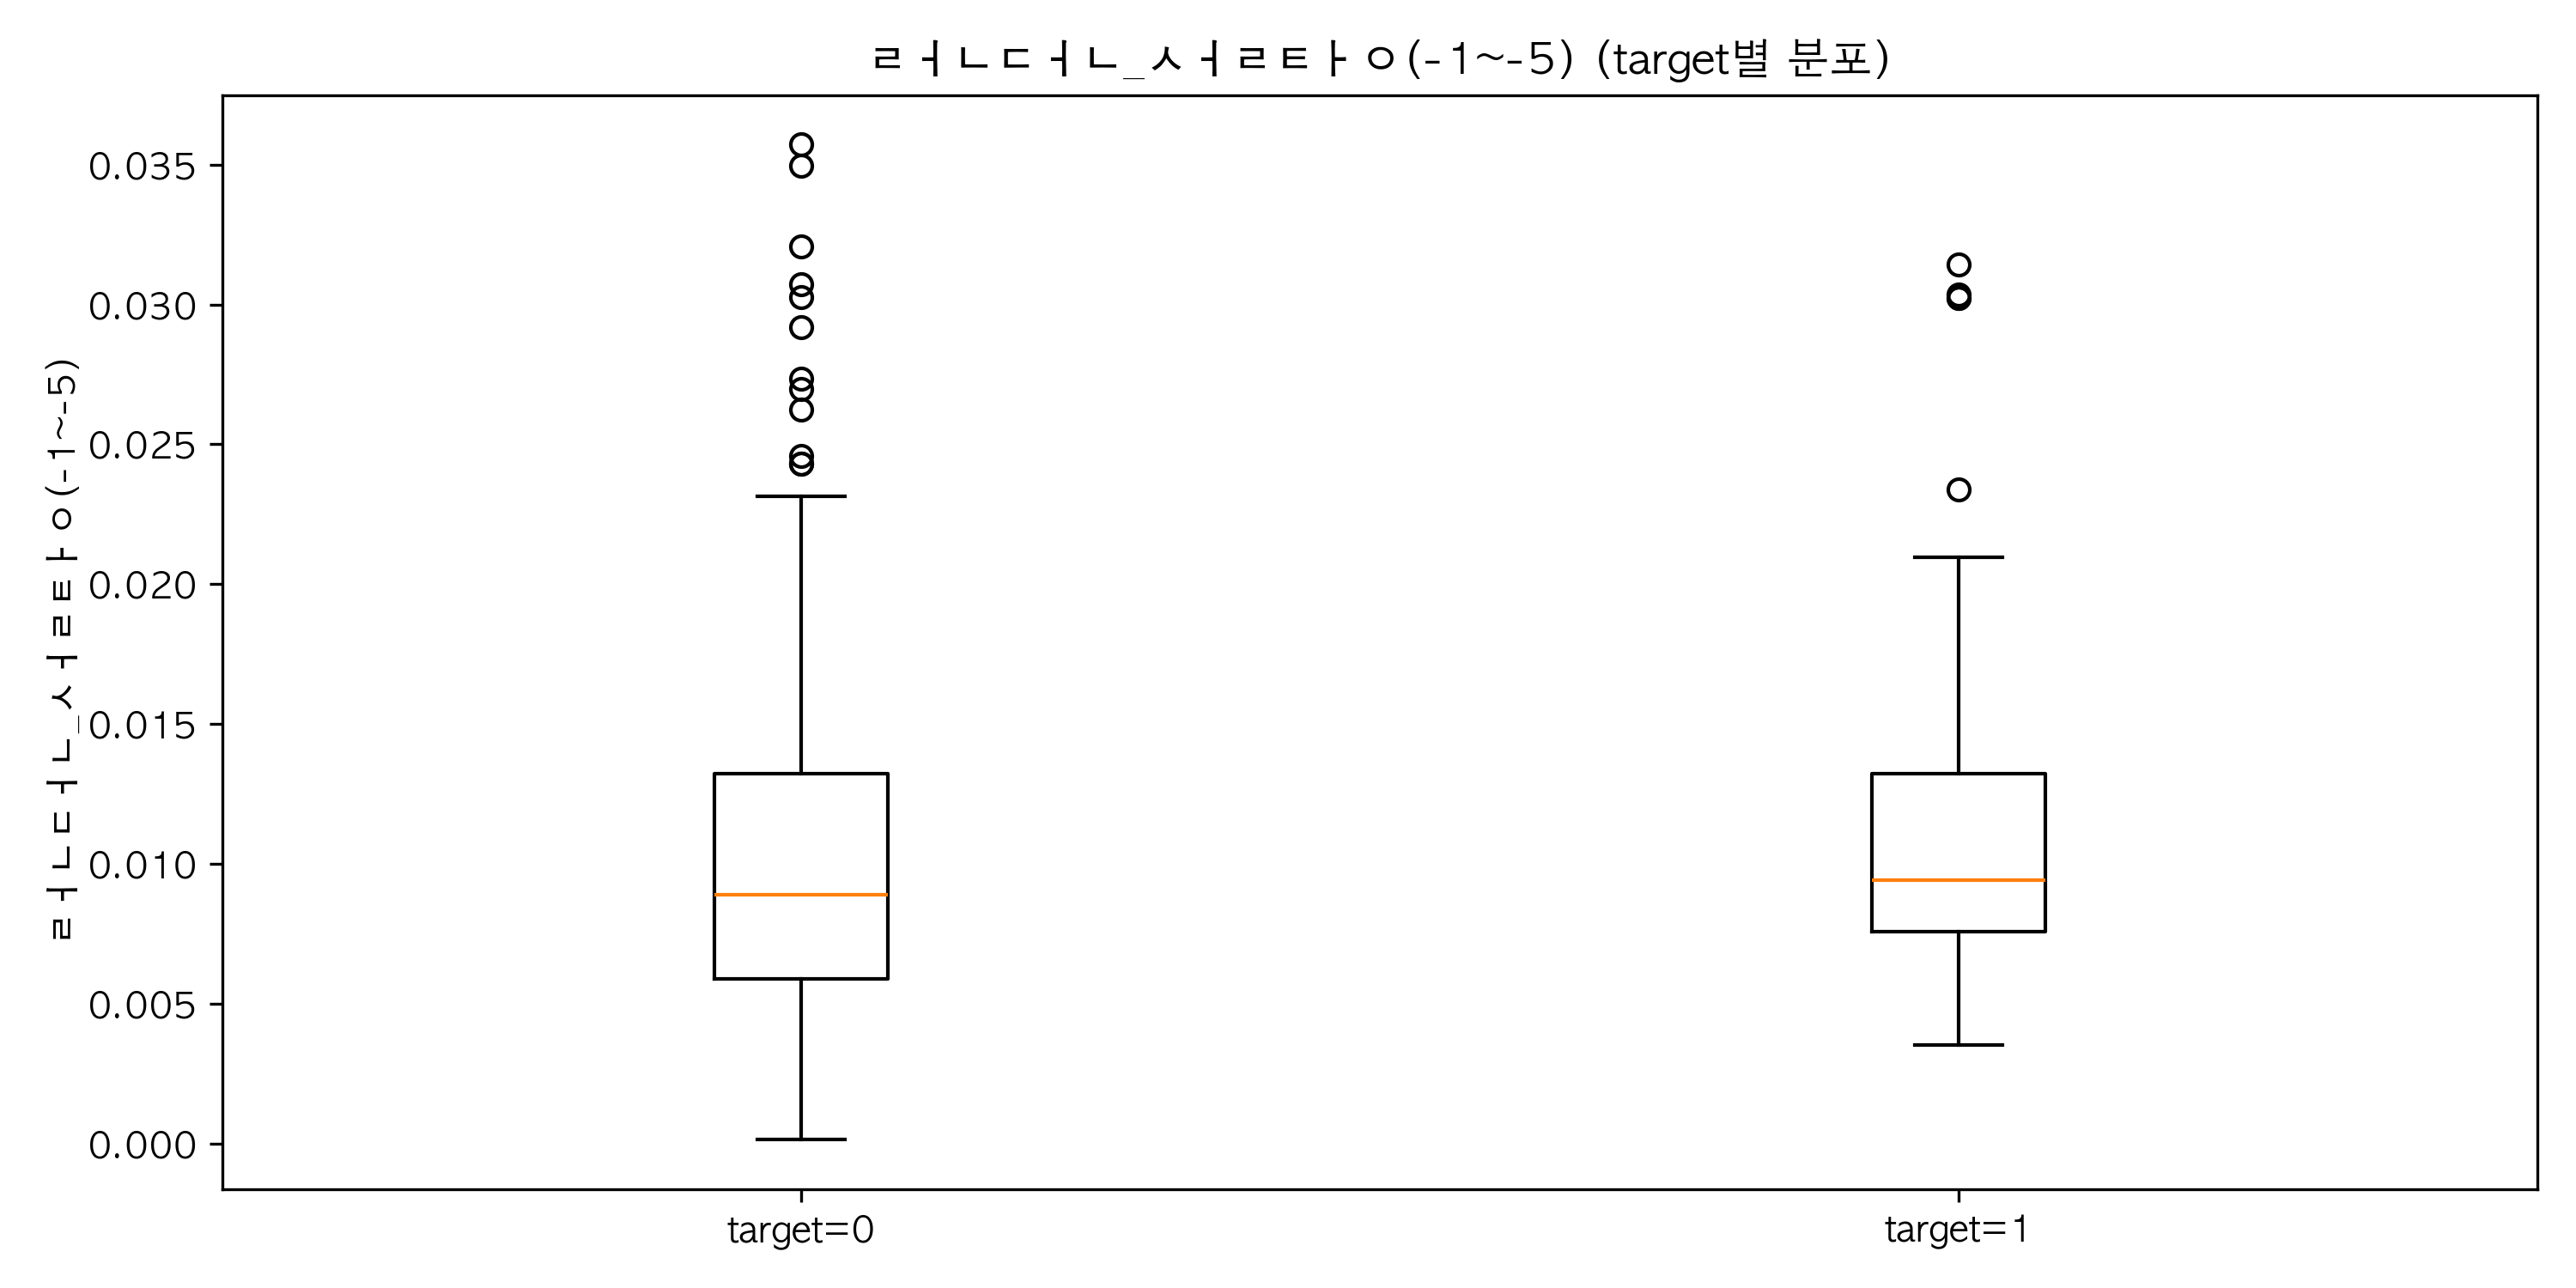 ㄹㅓㄴㄷㅓㄴ_ㅅㅓㄹㅌㅏㅇ(-1~-5) (target별 분포)
ㄹㅓㄴㄷㅓㄴ_ㅅㅓㄹㅌㅏㅇ(-1~-5)
0.035
0.030
0.025
0.020
0.015
0.010
0.005
0.000
target=0
target=1